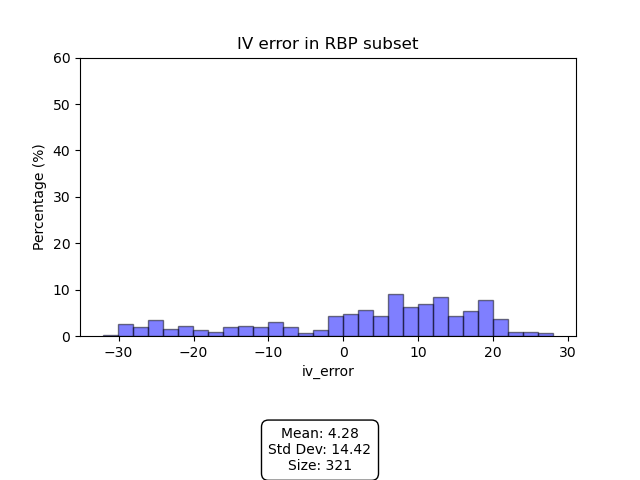 IV error in RBP subset
60
50
40
30
20
10
0
Percentage (%)
−30
−20
−10
0
10
20
30
iv_error
Mean: 4.28
Std Dev: 14.42
Size: 321